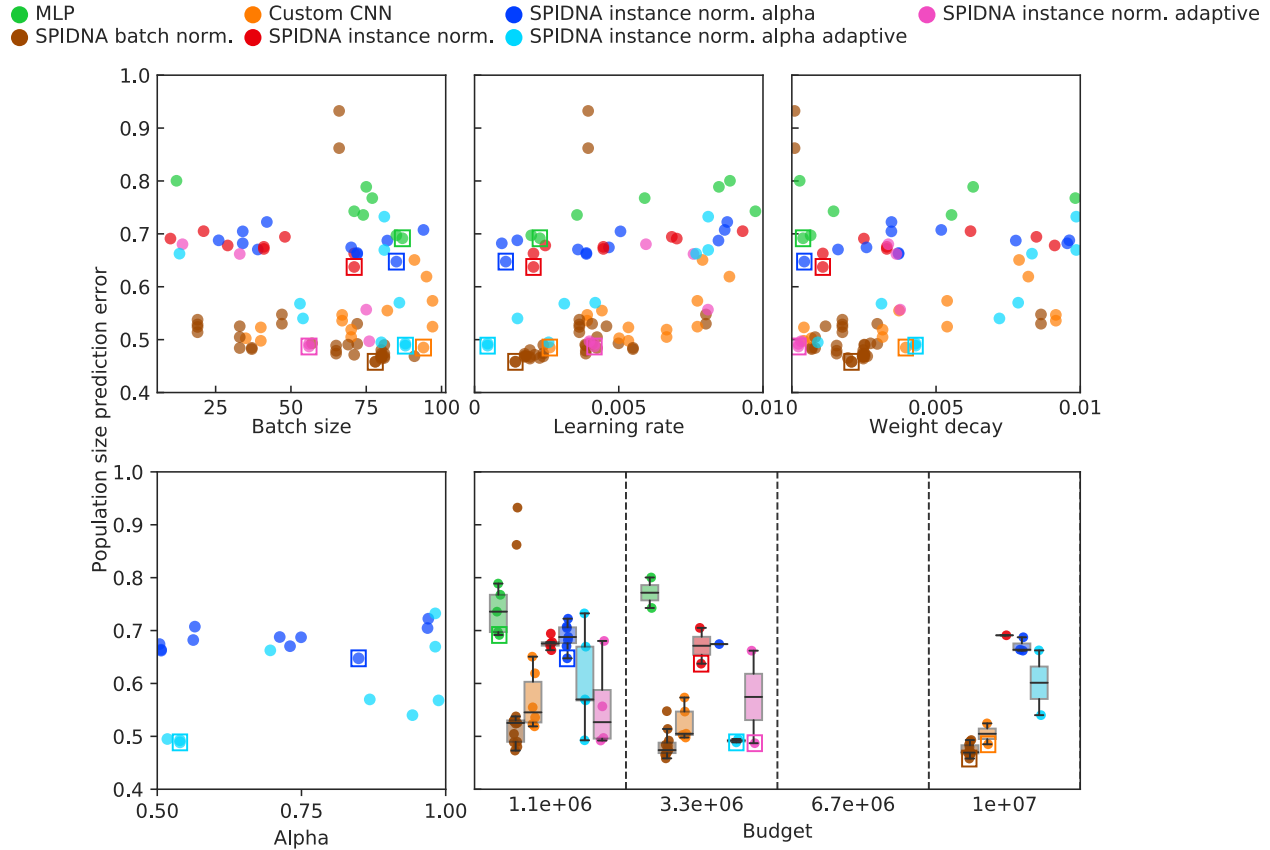 MLP Custom CNN SPIDNA instance norm. alpha SPIDNA instance norm. adaptive
SPIDNA batch norm. SPIDNA instance norm. SPIDNA instance norm. alpha adaptive
Population size prediction error
1.0
0.9
0.8
0.7
0.6
0.5
0.4
25 50 75 100
Batch size
0 0.005 0.01
Learning rate
0 0.005 0.01
Weight decay
1.0
0.9
0.8
0.7
0.6
0.5
0.4
0.50 0.75 1.00
Alpha
1.1e+06 3.3e+06 6.7e+06 1e+07
Budget